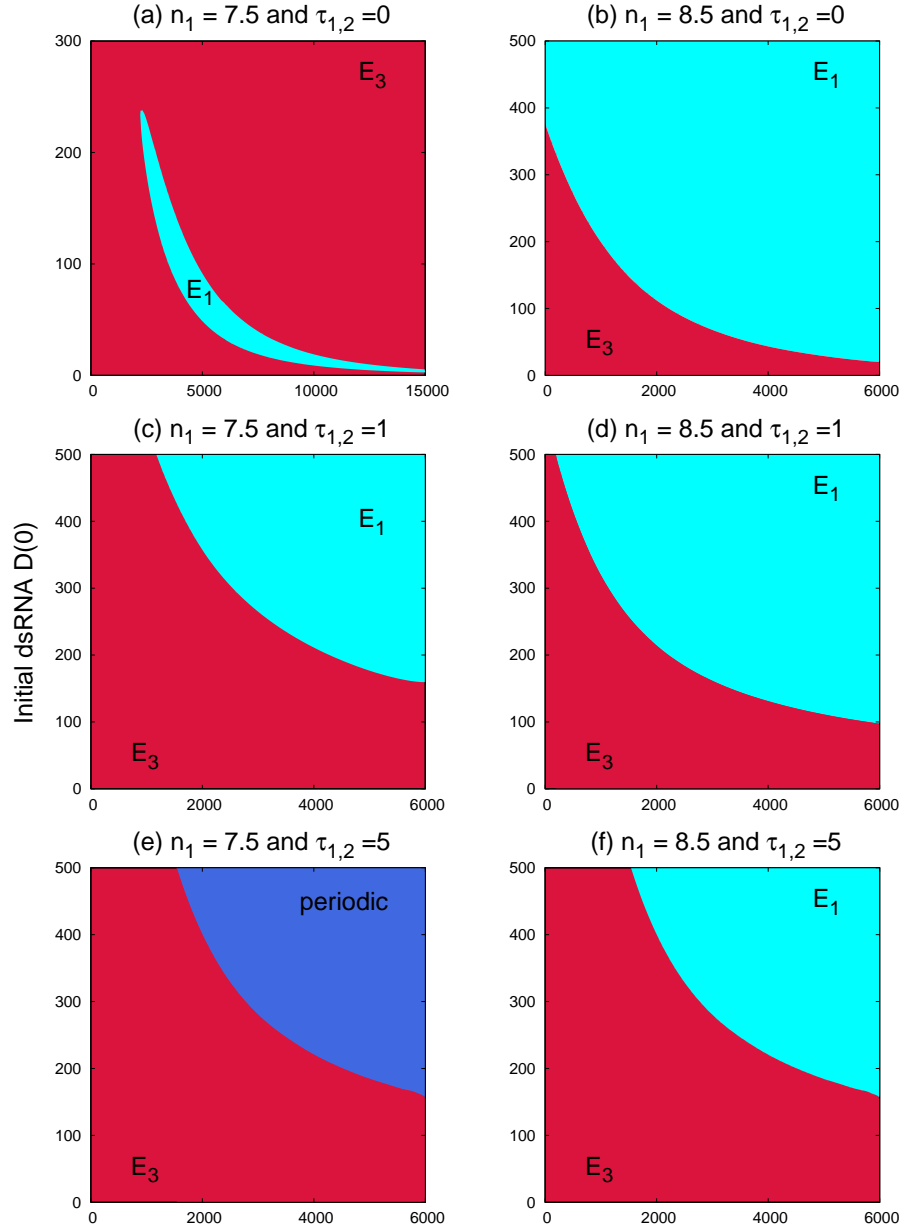 (a) n₁ = 7.5 and τ₁,₂ =0
(b) n₁ = 8.5 and τ₁,₂ =0
300
200
100
0
E₃
E₁
0 5000 10000 15000
500
400
300
200
100
0
E₁
E₃
0 2000 4000 6000
(c) n₁ = 7.5 and τ₁,₂ =1
(d) n₁ = 8.5 and τ₁,₂ =1
Initial dsRNA D(0)
500
400
300
200
100
0
E₁
E₃
0 2000 4000 6000
500
400
300
200
100
0
E₁
E₃
0 2000 4000 6000
(e) n₁ = 7.5 and τ₁,₂ =5
(f) n₁ = 8.5 and τ₁,₂ =5
500
400
300
200
100
0
periodic
E₃
0 2000 4000 6000
500
400
300
200
100
0
E₁
E₃
0 2000 4000 6000